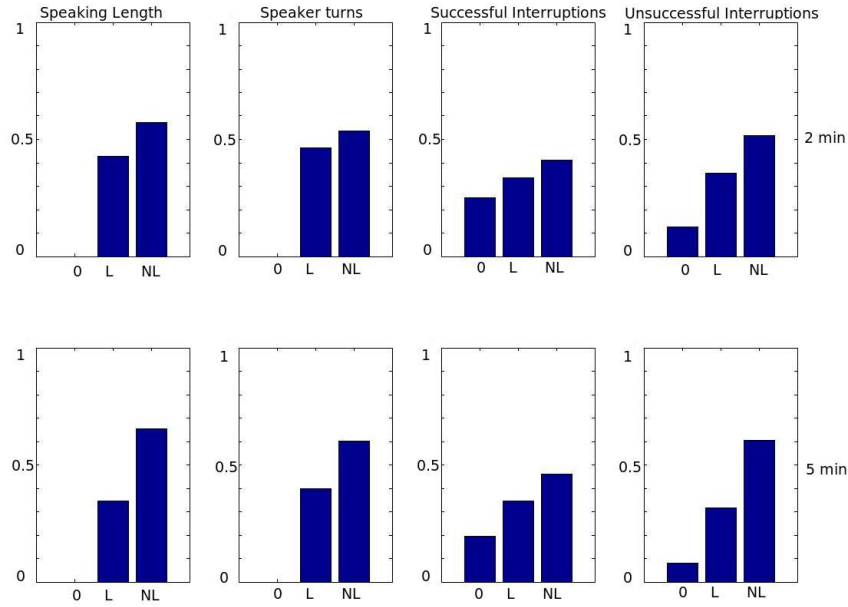 Speaking Length Speaker turns Successful Interruptions Unsuccessful Interruptions
1 1 1 1
0.5 0.5 0.5 0.5 2 min
0 0 0 0
0 L NL 0 L NL 0 L NL 0 L NL
1 1 1 1
0.5 0.5 0.5 0.5 5 min
0 0 0 0
0 L NL 0 L NL 0 L NL 0 L NL